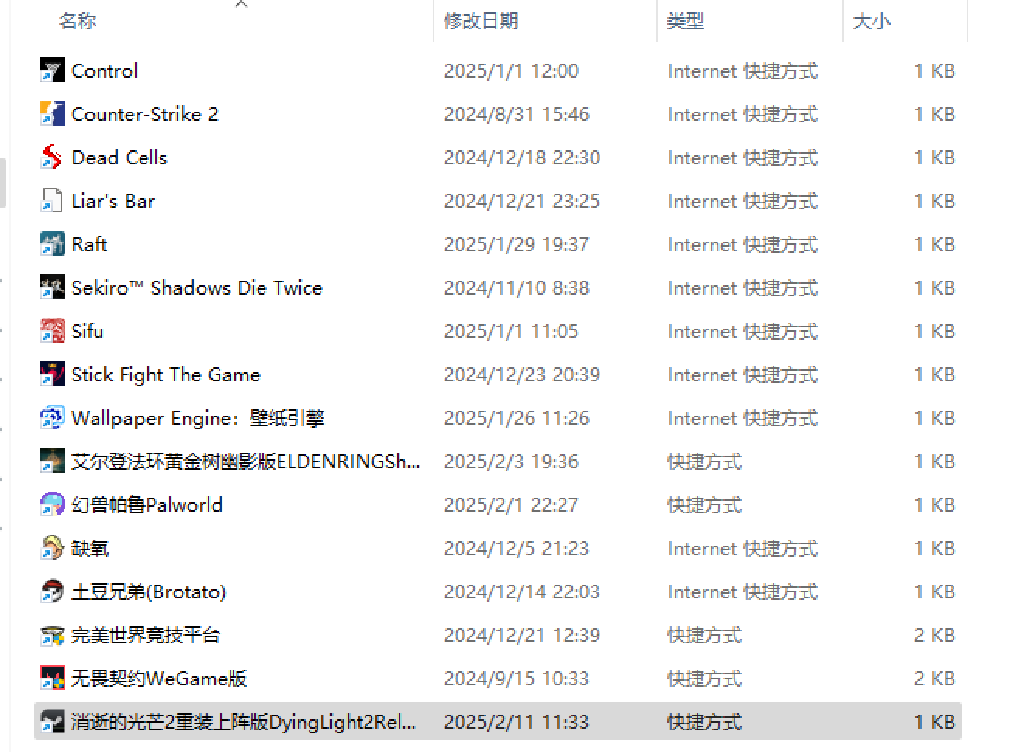 名称 修改日期 类型 大小
Control 2025/1/1 12:00 Internet 快捷方式 1 KB
Counter-Strike 2 2024/8/31 15:46 Internet 快捷方式 1 KB
Dead Cells 2024/12/18 22:30 Internet 快捷方式 1 KB
Liar's Bar 2024/12/21 23:25 Internet 快捷方式 1 KB
Raft 2025/1/29 19:37 Internet 快捷方式 1 KB
Sekiro™ Shadows Die Twice 2024/11/10 8:38 Internet 快捷方式 1 KB
Sifu 2025/1/1 11:05 Internet 快捷方式 1 KB
Stick Fight The Game 2024/12/23 20:39 Internet 快捷方式 1 KB
Wallpaper Engine：壁纸引擎 2025/1/26 11:26 Internet 快捷方式 1 KB
艾尔登法环黄金树幽影版ELDENRINGSh... 2025/2/3 19:36 快捷方式 1 KB
幻兽帕鲁Palworld 2025/2/1 22:27 快捷方式 1 KB
缺氧 2024/12/5 21:23 Internet 快捷方式 1 KB
土豆兄弟(Brotato) 2024/12/14 22:03 Internet 快捷方式 1 KB
完美世界竞技平台 2024/12/21 12:39 快捷方式 2 KB
无畏契约WeGame版 2024/9/15 10:33 快捷方式 2 KB
消逝的光芒2重装上阵版DyingLight2Rel... 2025/2/11 11:33 快捷方式 1 KB